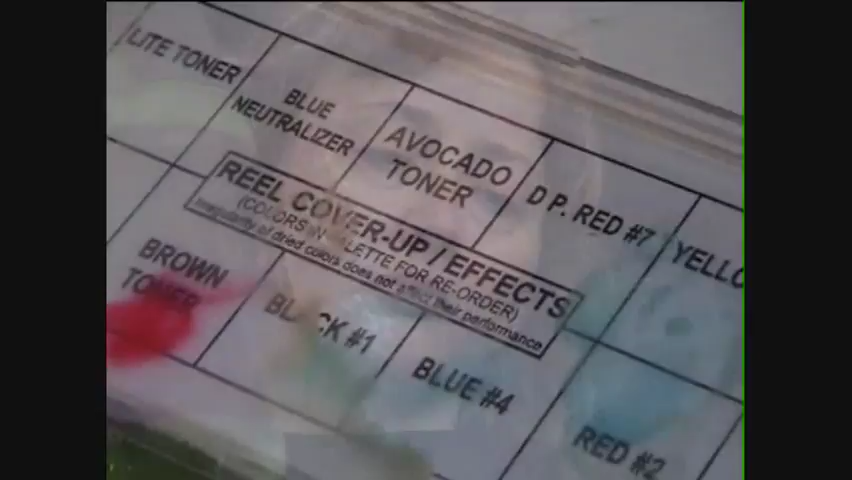 LITE TONER
BLUE
NEUTRALIZER
AVOCADO
TONER
D P. RED #7
REEL COVER-UP / EFFECTS
(COLORS IN PALETTE FOR RE-ORDER)
Irregularity of dried colors does not affect their performance
BROWN
TONER
BLACK #1
BLUE #4
RED #2